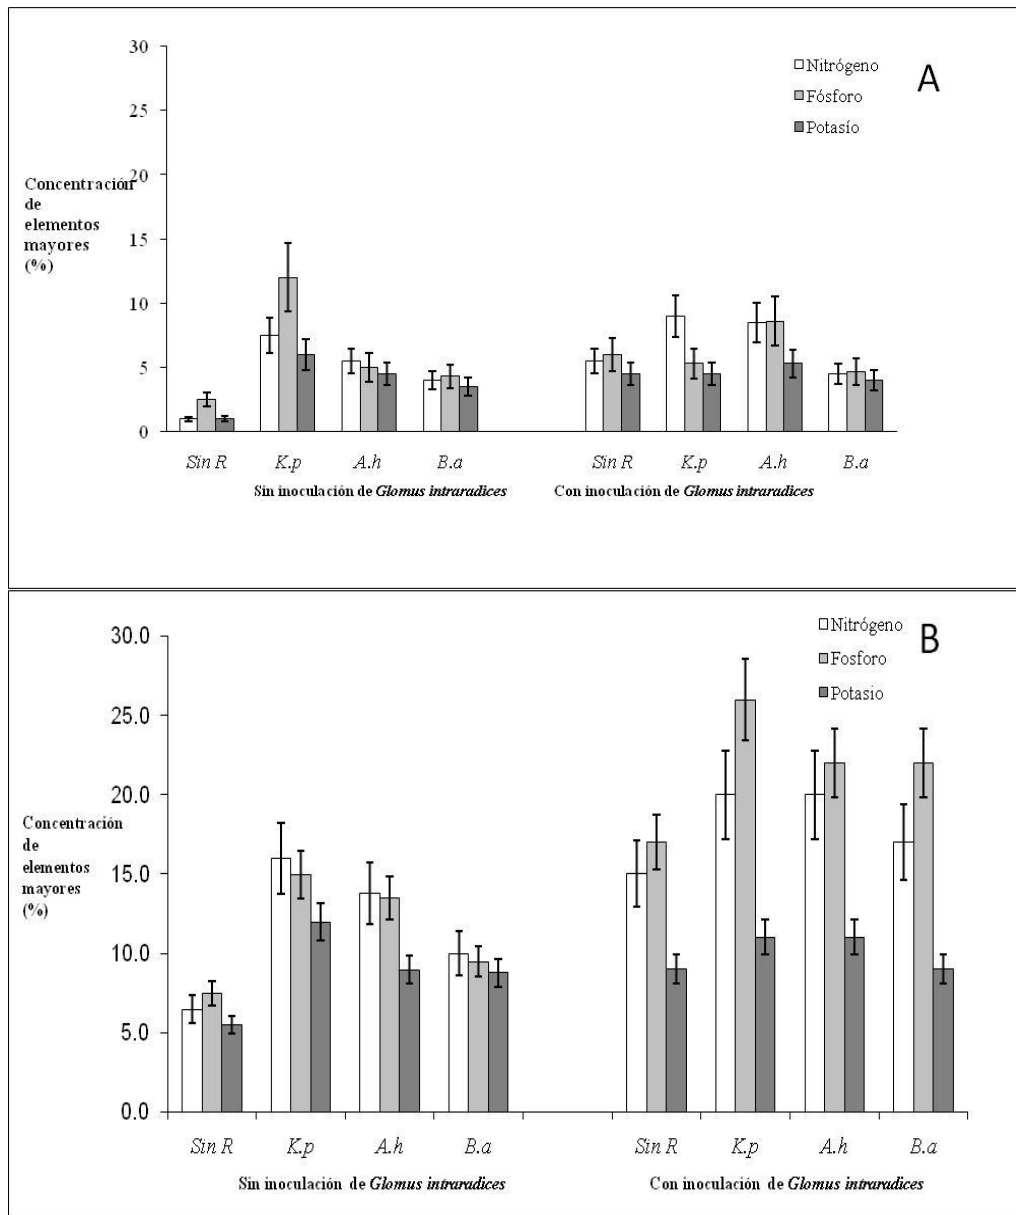 30
25
20
15
10
5
0
Concentración
de
elementos
mayores
(%)
Nitrógeno
Fósforo
Potasío
A
Sin R K.p A.h B.a Sin R K.p A.h B.a
Sin inoculación de Glomus intraradices Con inoculación de Glomus intraradices
30.0
25.0
20.0
15.0
10.0
5.0
0.0
Concentración
de
elementos
mayores
(%)
Nitrógeno
Fosforo
Potasio
B
Sin R K.p A.h B.a Sin R K.p A.h B.a
Sin inoculación de Glomus intraradices Con inoculación de Glomus intraradices